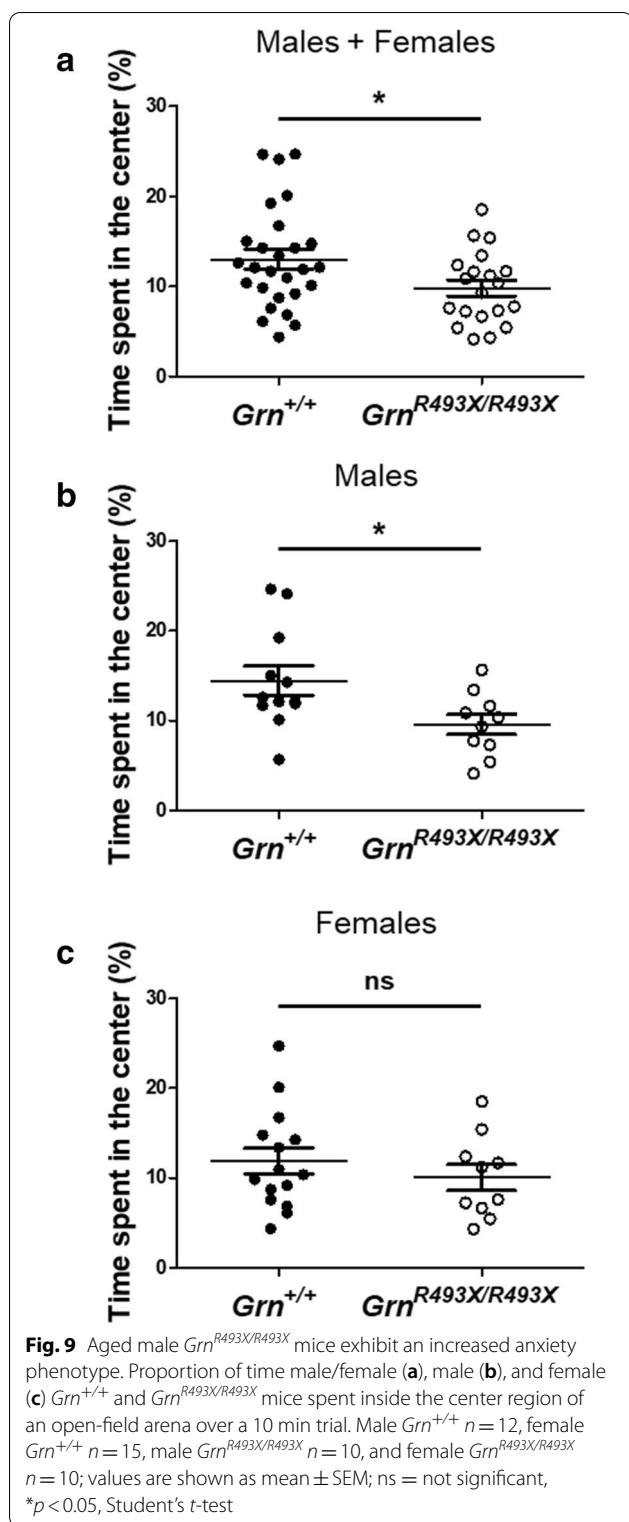 a
Males + Females
Time spent in the center (%)
30
20
10
0
*
Grn+/+
GrnR493X/R493X
b
Males
Time spent in the center (%)
30
20
10
0
*
Grn+/+
GrnR493X/R493X
c
Females
Time spent in the center (%)
30
20
10
0
ns
Grn+/+
GrnR493X/R493X
Fig. 9 Aged male GrnR493X/R493X mice exhibit an increased anxiety
phenotype. Proportion of time male/female (a), male (b), and female
(c) Grn+/+ and GrnR493X/R493X mice spent inside the center region of
an open-field arena over a 10 min trial. Male Grn+/+ n = 12, female
Grn+/+ n = 15, male GrnR493X/R493X n = 10, and female GrnR493X/R493X
n = 10; values are shown as mean ± SEM; ns = not significant,
*p < 0.05, Student's t-test